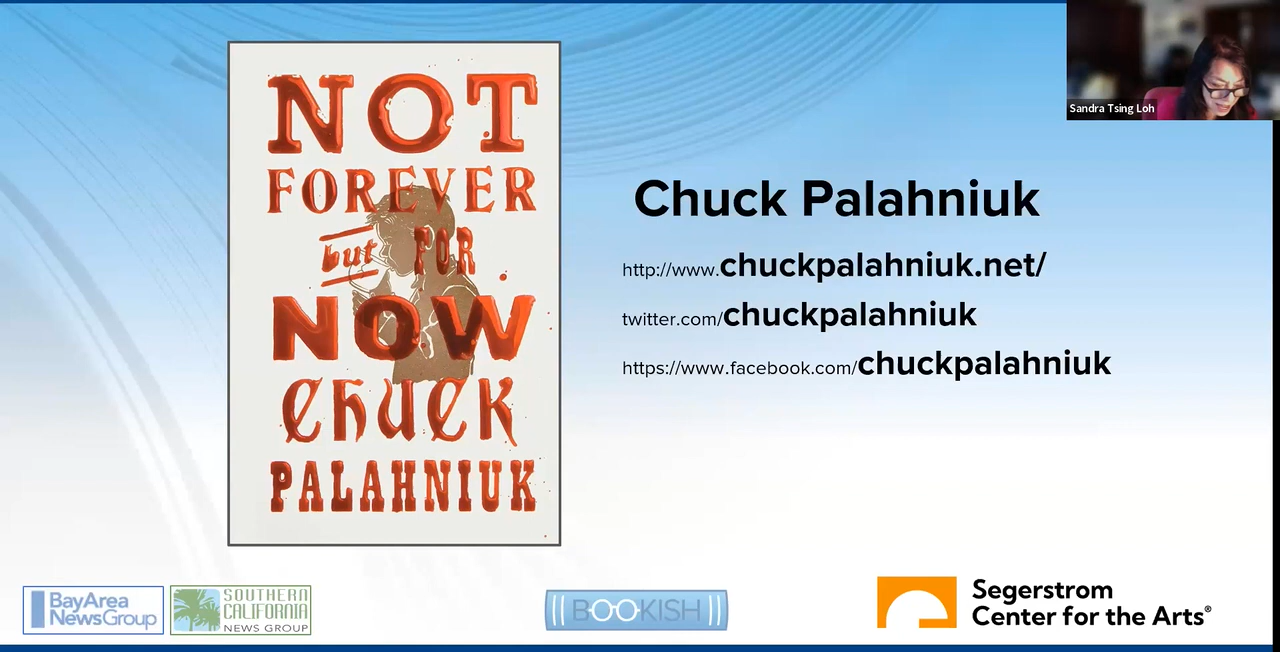 NOT
FOREVER
but FOR
NOW
CHUCK
PALAHNIUK
Sandra Tsing Loh
Chuck Palahniuk
http://www.chuckpalahniuk.net/
twitter.com/chuckpalahniuk
https://www.facebook.com/chuckpalahniuk
BayArea
NewsGroup
SOUTHERN
CALIFORNIA
NEWS GROUP
BOOKISH
Segerstrom
Center for the Arts®